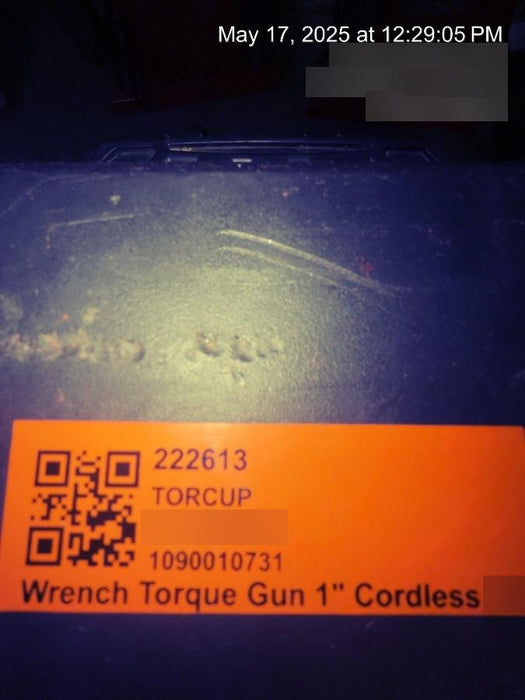 May 17, 2025 at 12:29:05 PM
222613
TORCUP
1090010731
Wrench Torque Gun 1" Cordless